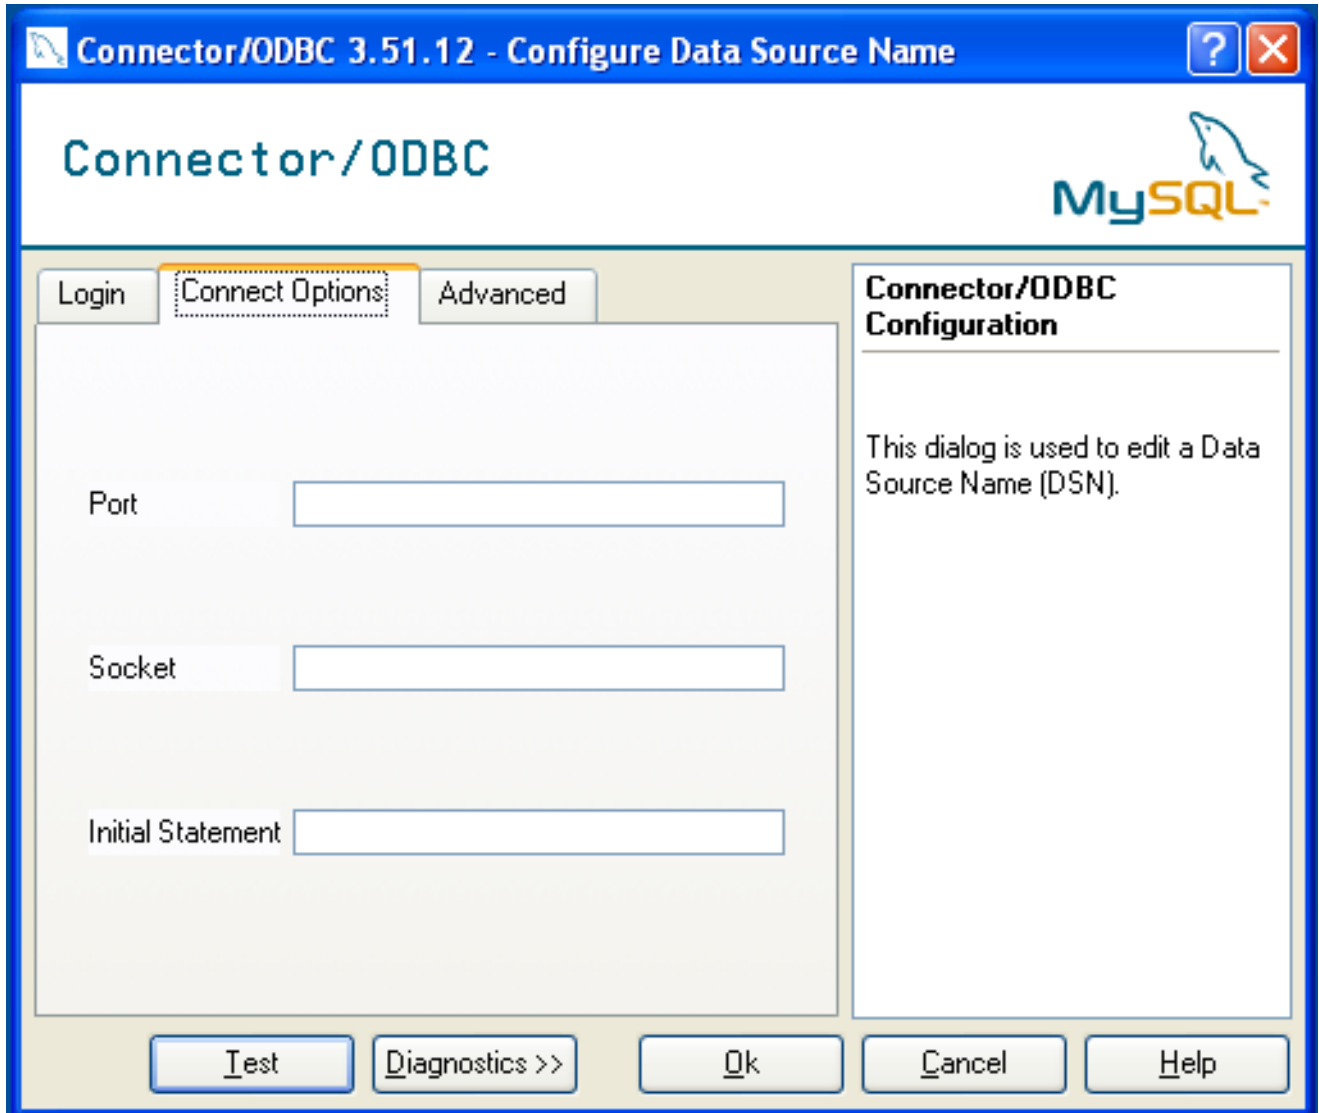 Connector/ODBC 3.51.12 - Configure Data Source Name
?
Connector/ODBC
MySQL
Login
Connect Options
Advanced
Port
Socket
Initial Statement
Connector/ODBC
Configuration
This dialog is used to edit a Data
Source Name (DSN).
Test
Diagnostics >>
Ok
Cancel
Help